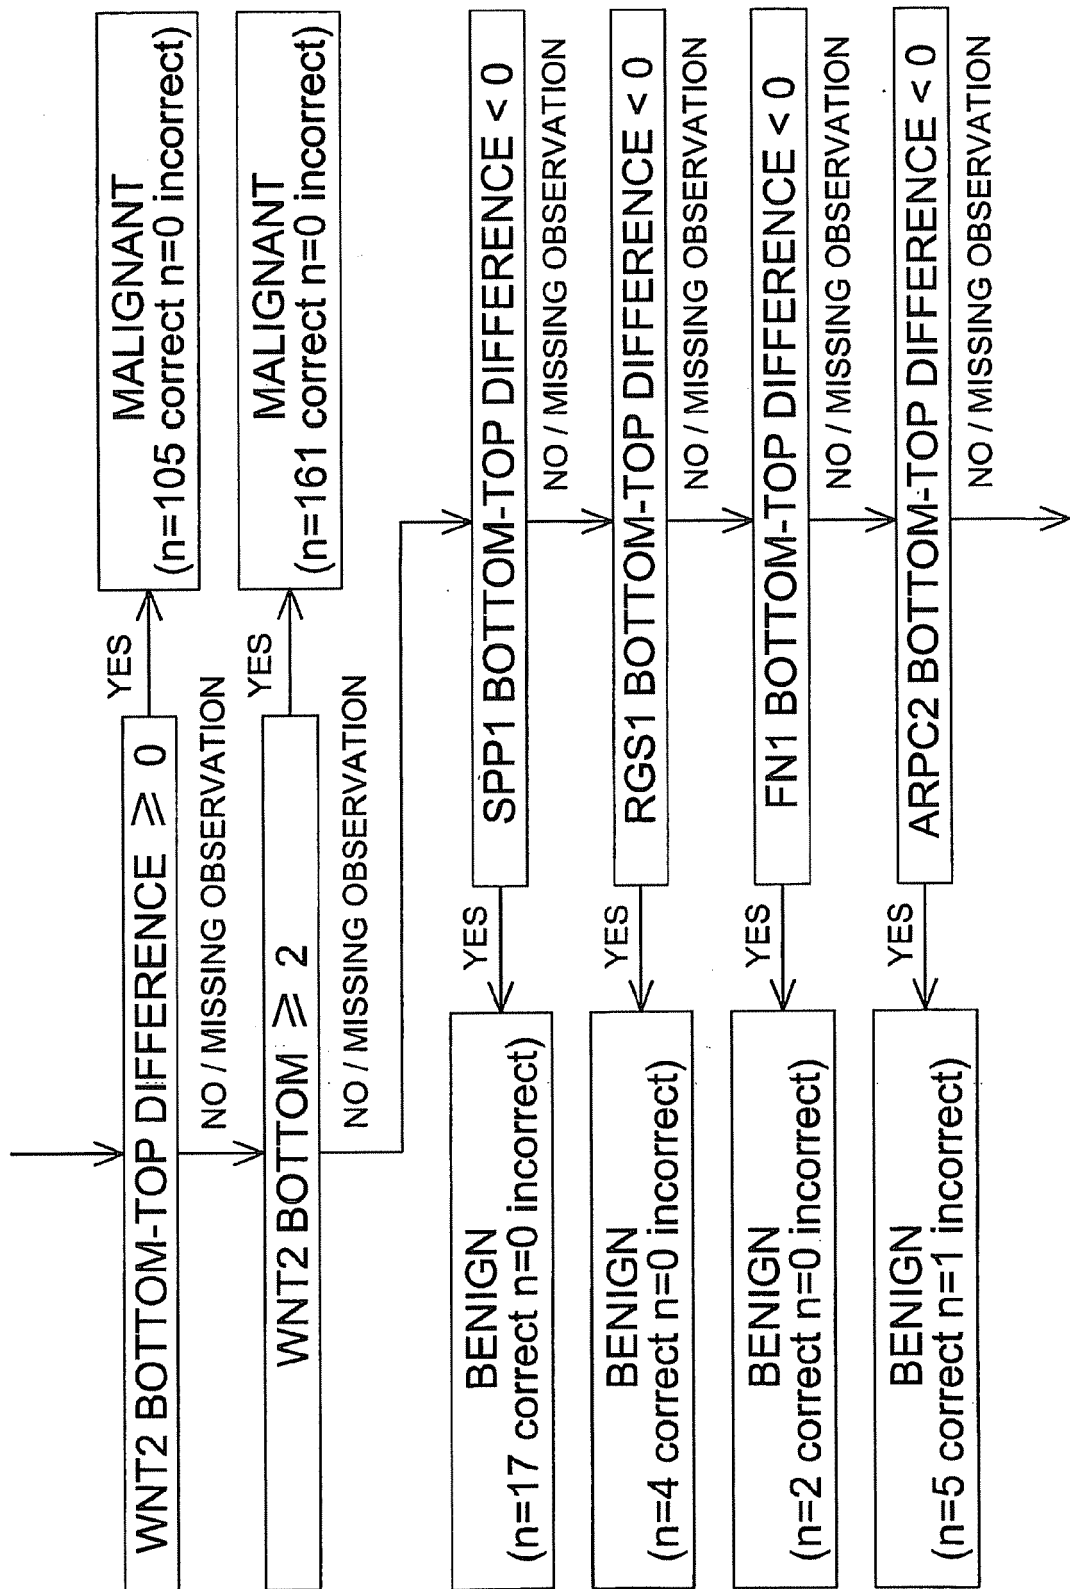 WNT2 BOTTOM-TOP DIFFERENCE ≥ 0
YES
MALIGNANT
(n=105 correct n=0 incorrect)
NO / MISSING OBSERVATION
WNT2 BOTTOM ≥ 2
YES
MALIGNANT
(n=161 correct n=0 incorrect)
NO / MISSING OBSERVATION
SPP1 BOTTOM-TOP DIFFERENCE < 0
YES
BENIGN
(n=17 correct n=0 incorrect)
NO / MISSING OBSERVATION
RGS1 BOTTOM-TOP DIFFERENCE < 0
YES
BENIGN
(n=4 correct n=0 incorrect)
NO / MISSING OBSERVATION
FN1 BOTTOM-TOP DIFFERENCE < 0
YES
BENIGN
(n=2 correct n=0 incorrect)
NO / MISSING OBSERVATION
ARPC2 BOTTOM-TOP DIFFERENCE < 0
YES
BENIGN
(n=5 correct n=1 incorrect)
NO / MISSING OBSERVATION